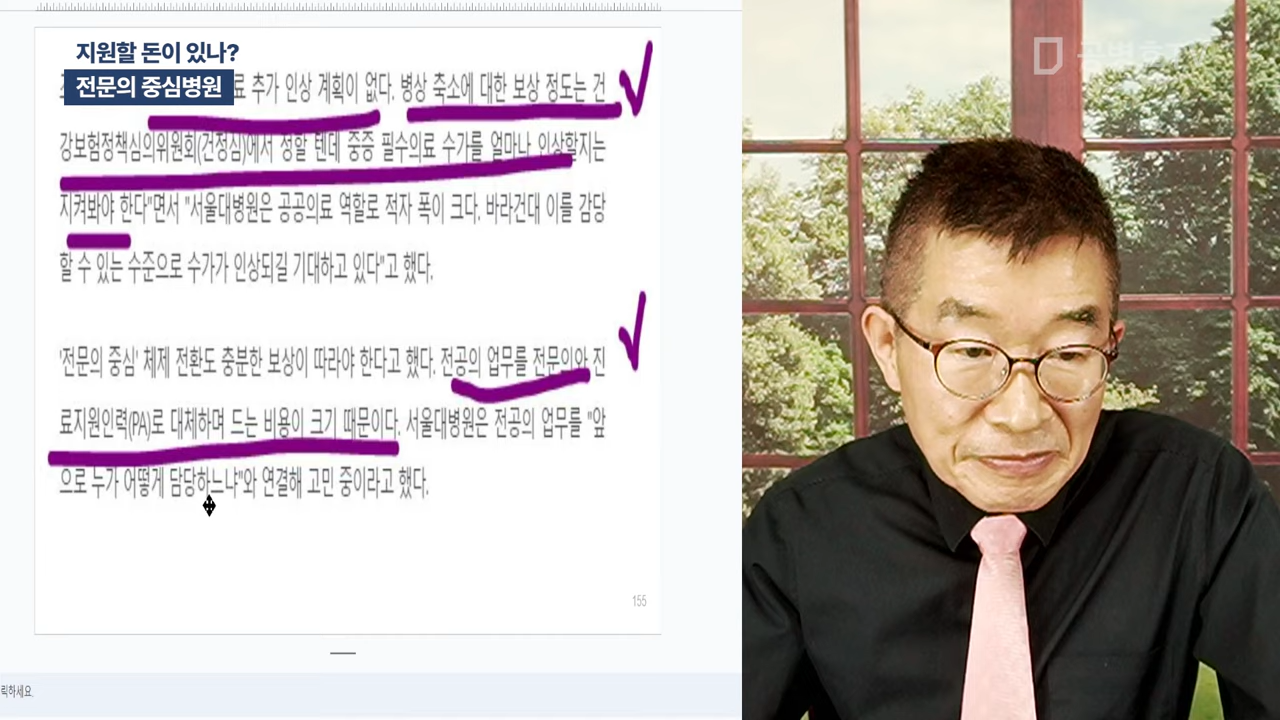 지원할 돈이 있나?
전문의 중심병원
료 추가 인상 계획이 없다. 병상 축소에 대한 보상 정도는 건
강보험정책심의위원회(건정심)에서 정할 텐데 중증 필수의료 수가를 얼마나 인상할지는
지켜봐야 한다"면서 "서울대병원은 공공의료 역할로 적자 폭이 크다. 바라건대 이를 감당
할 수 있는 수준으로 수가가 인상되길 기대하고 있다"고 했다.
'전문의 중심' 체제 전환도 충분한 보상이 따라야 한다고 했다. 전공의 업무를 전문의와 진
료지원인력(PA)로 대체하며 드는 비용이 크기 때문이다. 서울대병원은 전공의 업무를 "앞
으로 누가 어떻게 담당하느냐"와 연결해 고민 중이라고 했다.
155
릭하세요.